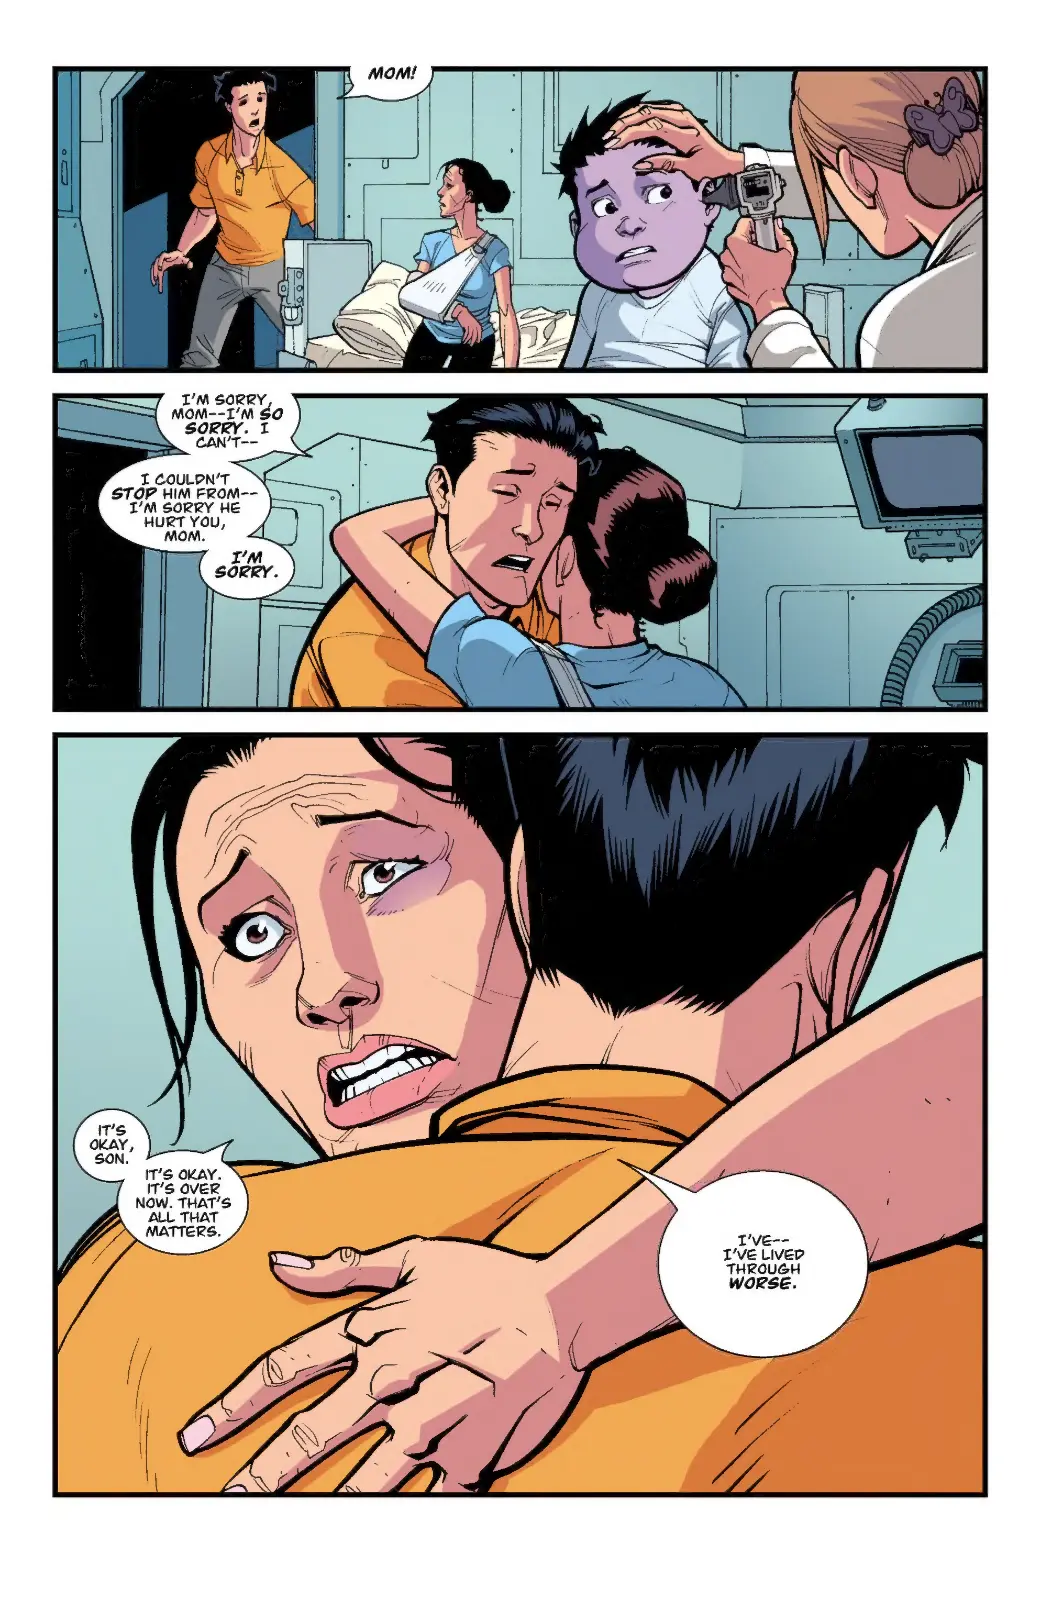 MOM!
I'M SORRY,
MOM--I'M SO
SORRY. I
CAN'T--
I COULDN'T
STOP HIM FROM--
I'M SORRY HE
HURT YOU,
MOM.
I'M
SORRY.
IT'S
OKAY,
SON.
IT'S OKAY.
IT'S OVER
NOW. THAT'S
ALL THAT
MATTERS.
I'VE--
I'VE LIVED
THROUGH
WORSE.